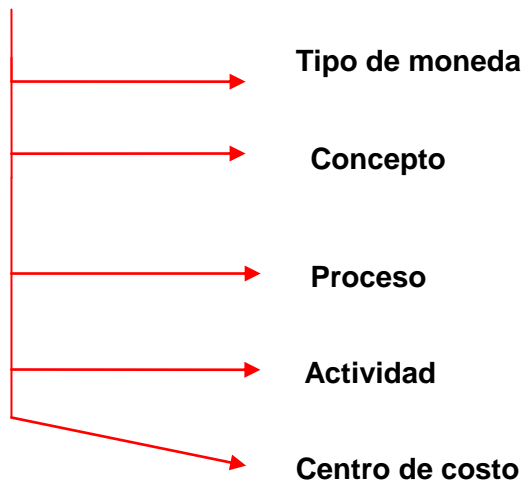 Tipo de moneda
Concepto
Proceso
Actividad
Centro de costo